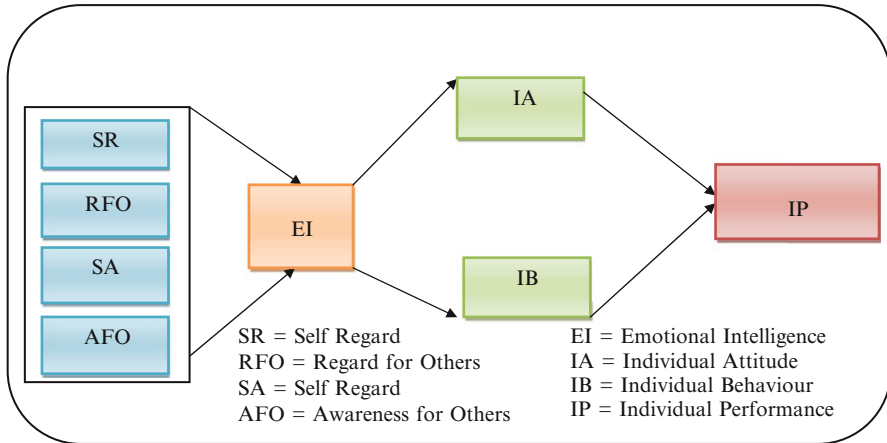 SR
RFO
SA
AFO
EI
IA
IB
IP
SR = Self Regard
RFO = Regard for Others
SA = Self Regard
AFO = Awareness for Others
EI = Emotional Intelligence
IA = Individual Attitude
IB = Individual Behaviour
IP = Individual Performance